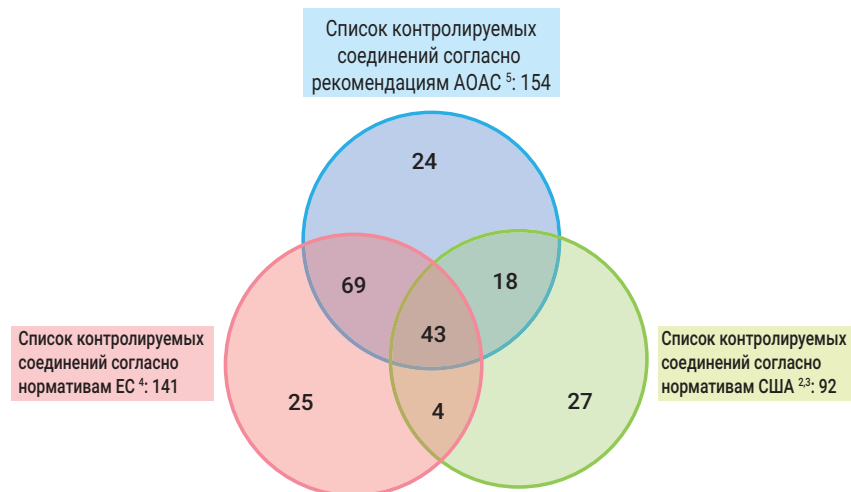 Список контролируемых
соединений согласно
рекомендациям АОАС ⁵: 154
24
69
18
43
Список контролируемых
соединений согласно
нормативам ЕС ⁴: 141
Список контролируемых
соединений согласно
нормативам США ²,³: 92
25
4
27